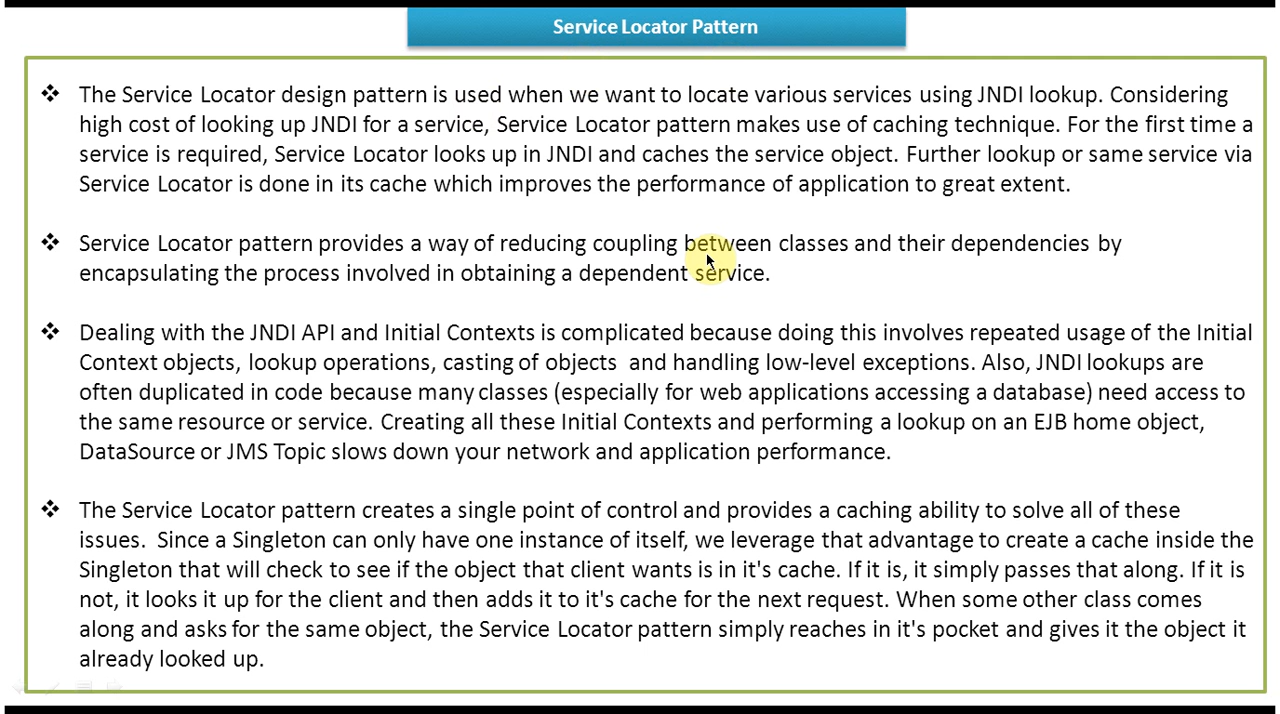 Service Locator Pattern
❖ The Service Locator design pattern is used when we want to locate various services using JNDI lookup. Considering
high cost of looking up JNDI for a service, Service Locator pattern makes use of caching technique. For the first time a
service is required, Service Locator looks up in JNDI and caches the service object. Further lookup or same service via
Service Locator is done in its cache which improves the performance of application to great extent.
❖ Service Locator pattern provides a way of reducing coupling between classes and their dependencies by
encapsulating the process involved in obtaining a dependent service.
❖ Dealing with the JNDI API and Initial Contexts is complicated because doing this involves repeated usage of the Initial
Context objects, lookup operations, casting of objects and handling low-level exceptions. Also, JNDI lookups are
often duplicated in code because many classes (especially for web applications accessing a database) need access to
the same resource or service. Creating all these Initial Contexts and performing a lookup on an EJB home object,
DataSource or JMS Topic slows down your network and application performance.
❖ The Service Locator pattern creates a single point of control and provides a caching ability to solve all of these
issues. Since a Singleton can only have one instance of itself, we leverage that advantage to create a cache inside the
Singleton that will check to see if the object that client wants is in it's cache. If it is, it simply passes that along. If it is
not, it looks it up for the client and then adds it to it's cache for the next request. When some other class comes
along and asks for the same object, the Service Locator pattern simply reaches in it's pocket and gives it the object it
already looked up.